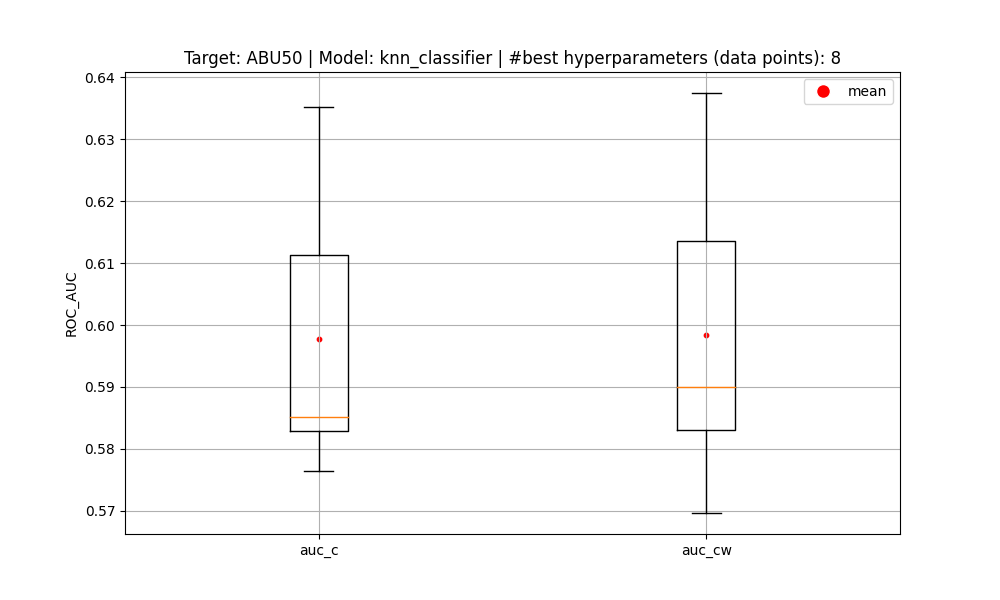 Target: ABU50 | Model: knn_classifier | #best hyperparameters (data points): 8
mean
0.64
0.63
0.62
0.61
0.60
0.59
0.58
0.57
ROC_AUC
auc_c
auc_cw